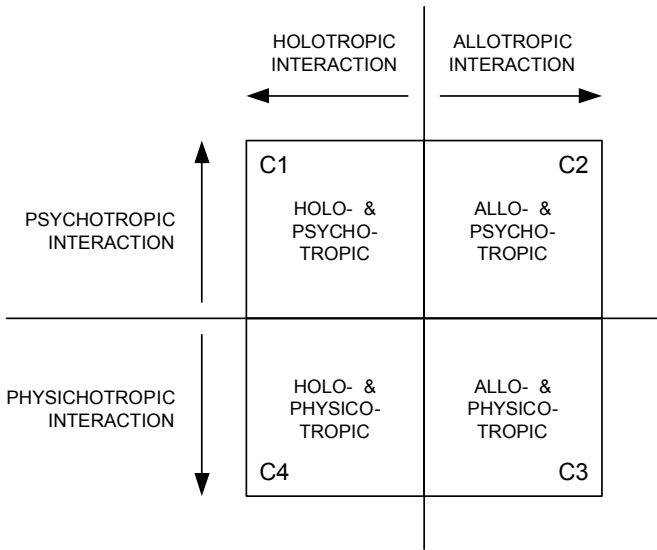 HOLOTROPIC
INTERACTION
ALLOTROPIC
INTERACTION
PSYCHOTROPIC
INTERACTION
C1
HOLO- &
PSYCHO-
TROPIC
C2
ALLO- &
PSYCHO-
TROPIC
PHYSICHOTROPIC
INTERACTION
HOLO- &
PHYSICO-
TROPIC
C4
ALLO- &
PHYSICO-
TROPIC
C3